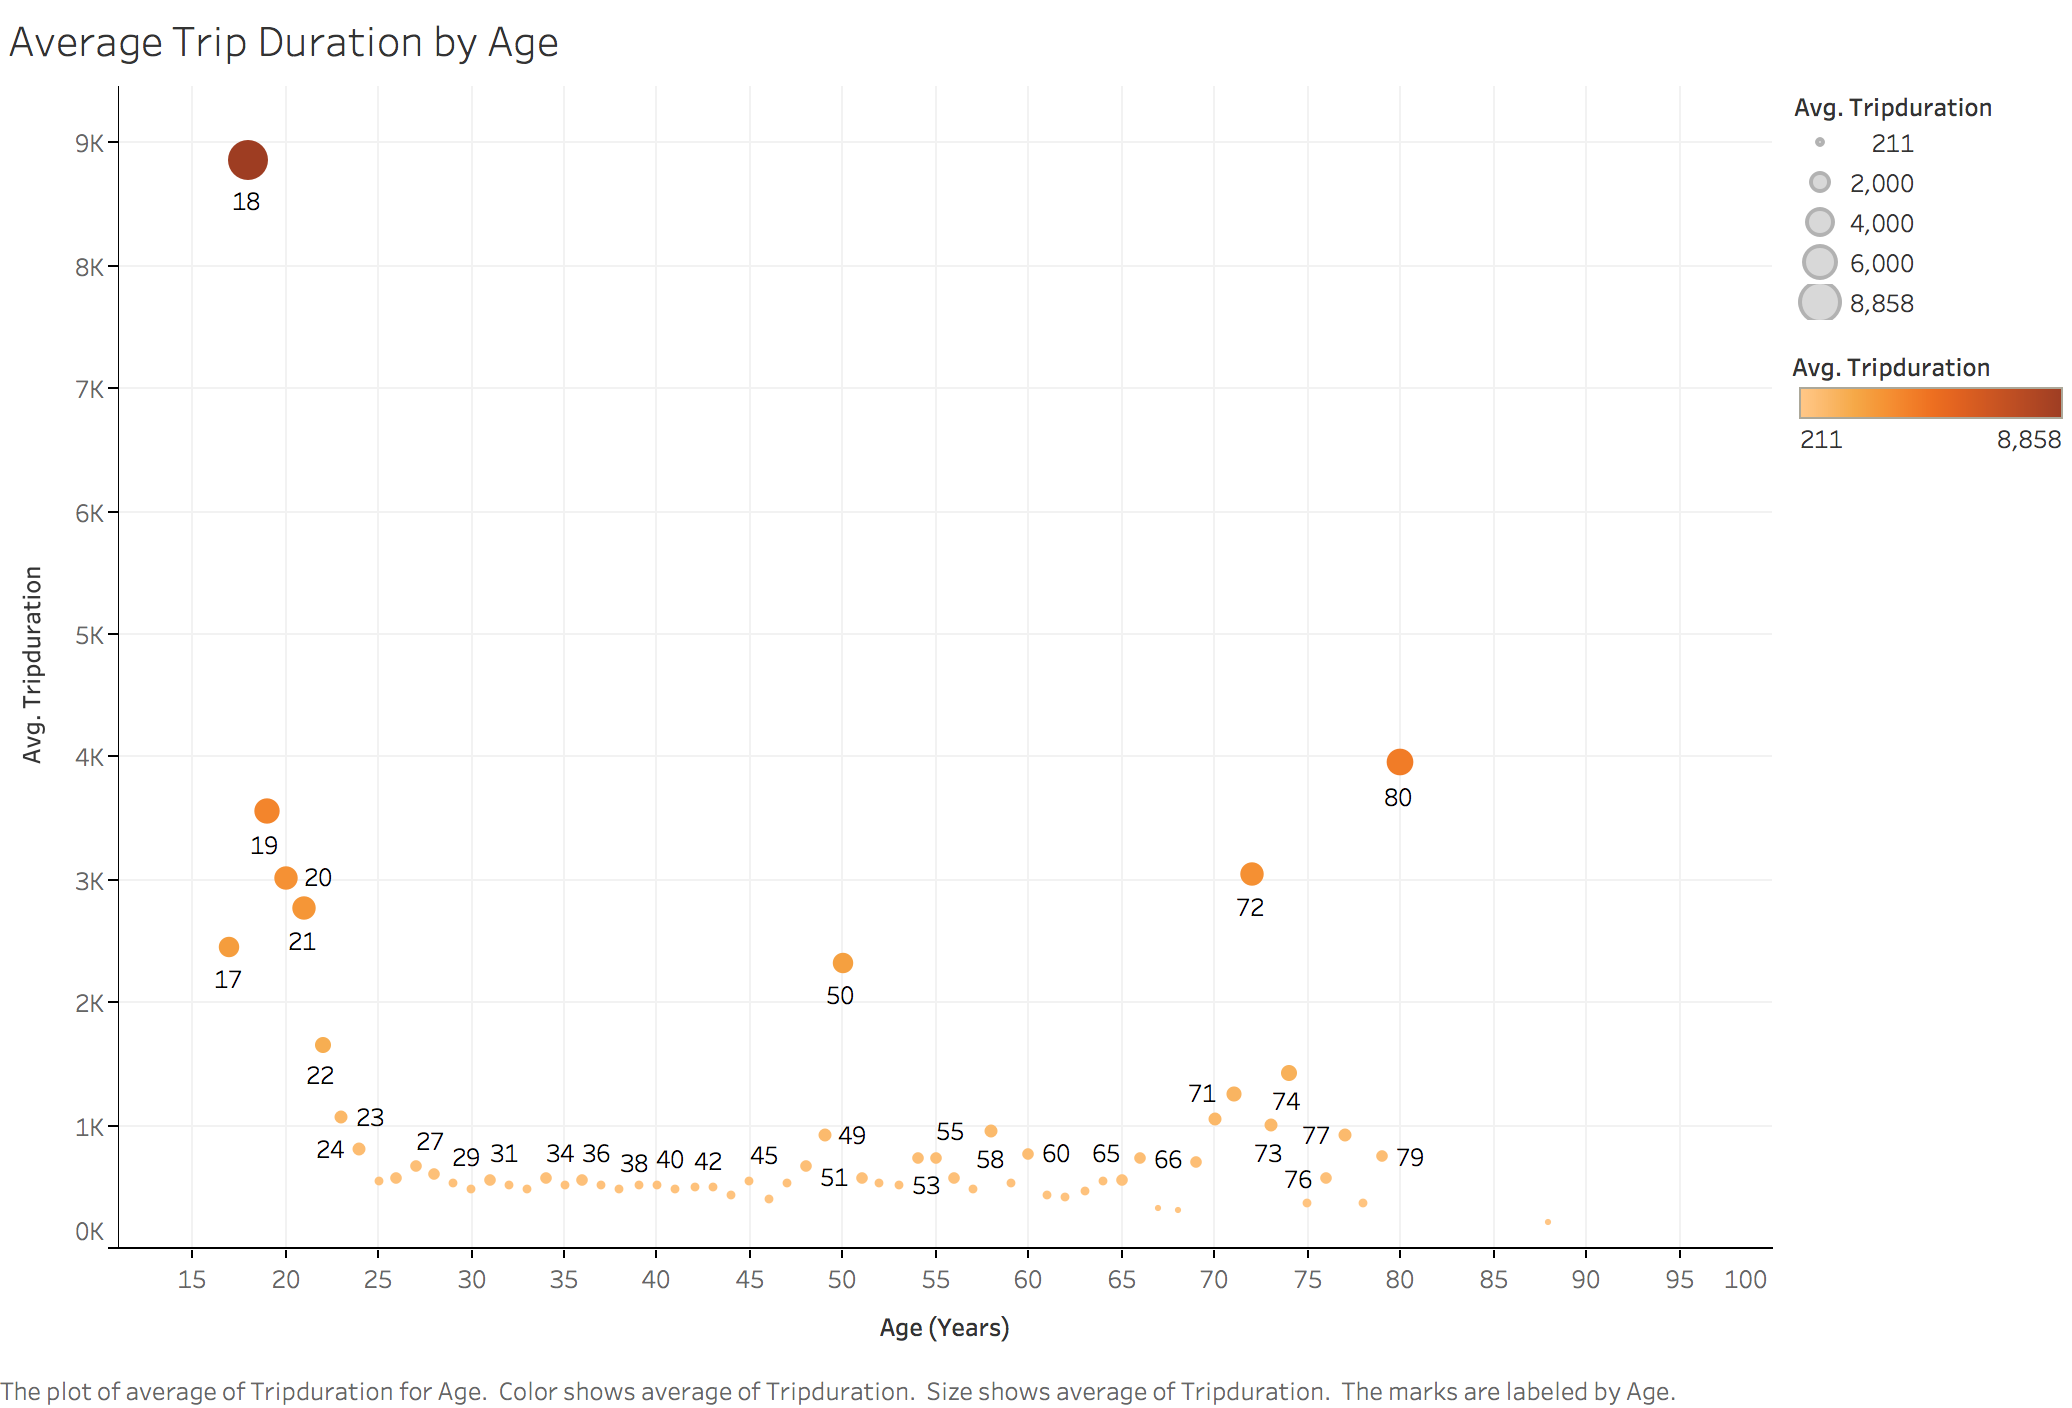 Average Trip Duration by Age
Avg. Tripduration
9K
8K
7K
6K
5K
4K
3K
2K
1K
0K
18
19
20
21
17
22
23
24
27
29
31
34
36
38
40
42
45
49
50
51
53
55
58
60
65
66
71
72
73
74
76
77
79
80
15 20 25 30 35 40 45 50 55 60 65 70 75 80 85 90 95 100
Age (Years)
Avg. Tripduration
211
2,000
4,000
6,000
8,858
Avg. Tripduration
211 8,858
The plot of average of Tripduration for Age.  Color shows average of Tripduration.  Size shows average of Tripduration.  The marks are labeled by Age.